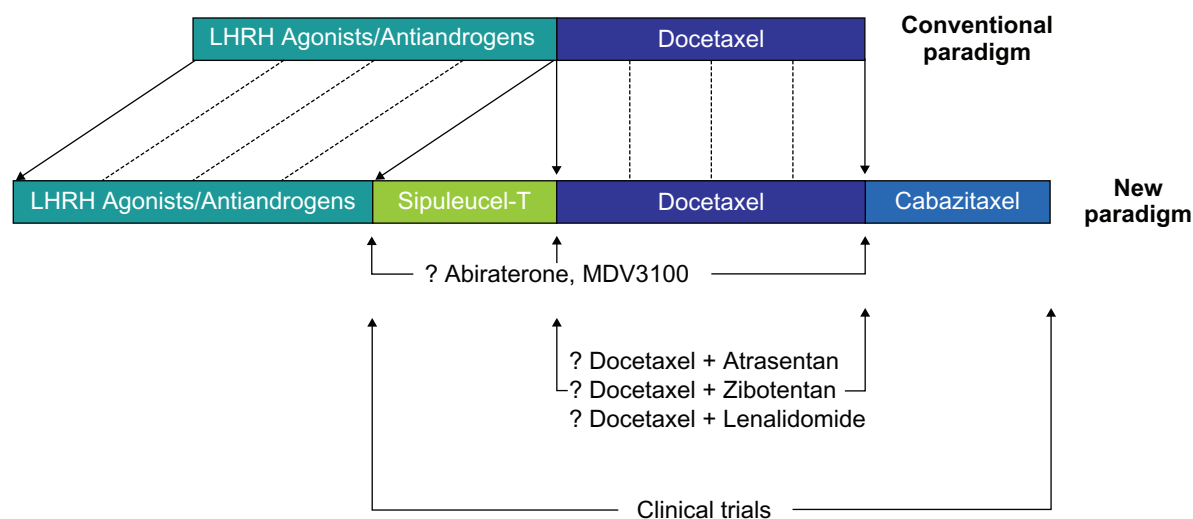 LHRH Agonists/Antiandrogens
Docetaxel
Conventional
paradigm
LHRH Agonists/Antiandrogens
Sipuleucel-T
Docetaxel
Cabazitaxel
New
paradigm
? Abiraterone, MDV3100
? Docetaxel + Atrasentan
? Docetaxel + Zibotentan
? Docetaxel + Lenalidomide
Clinical trials